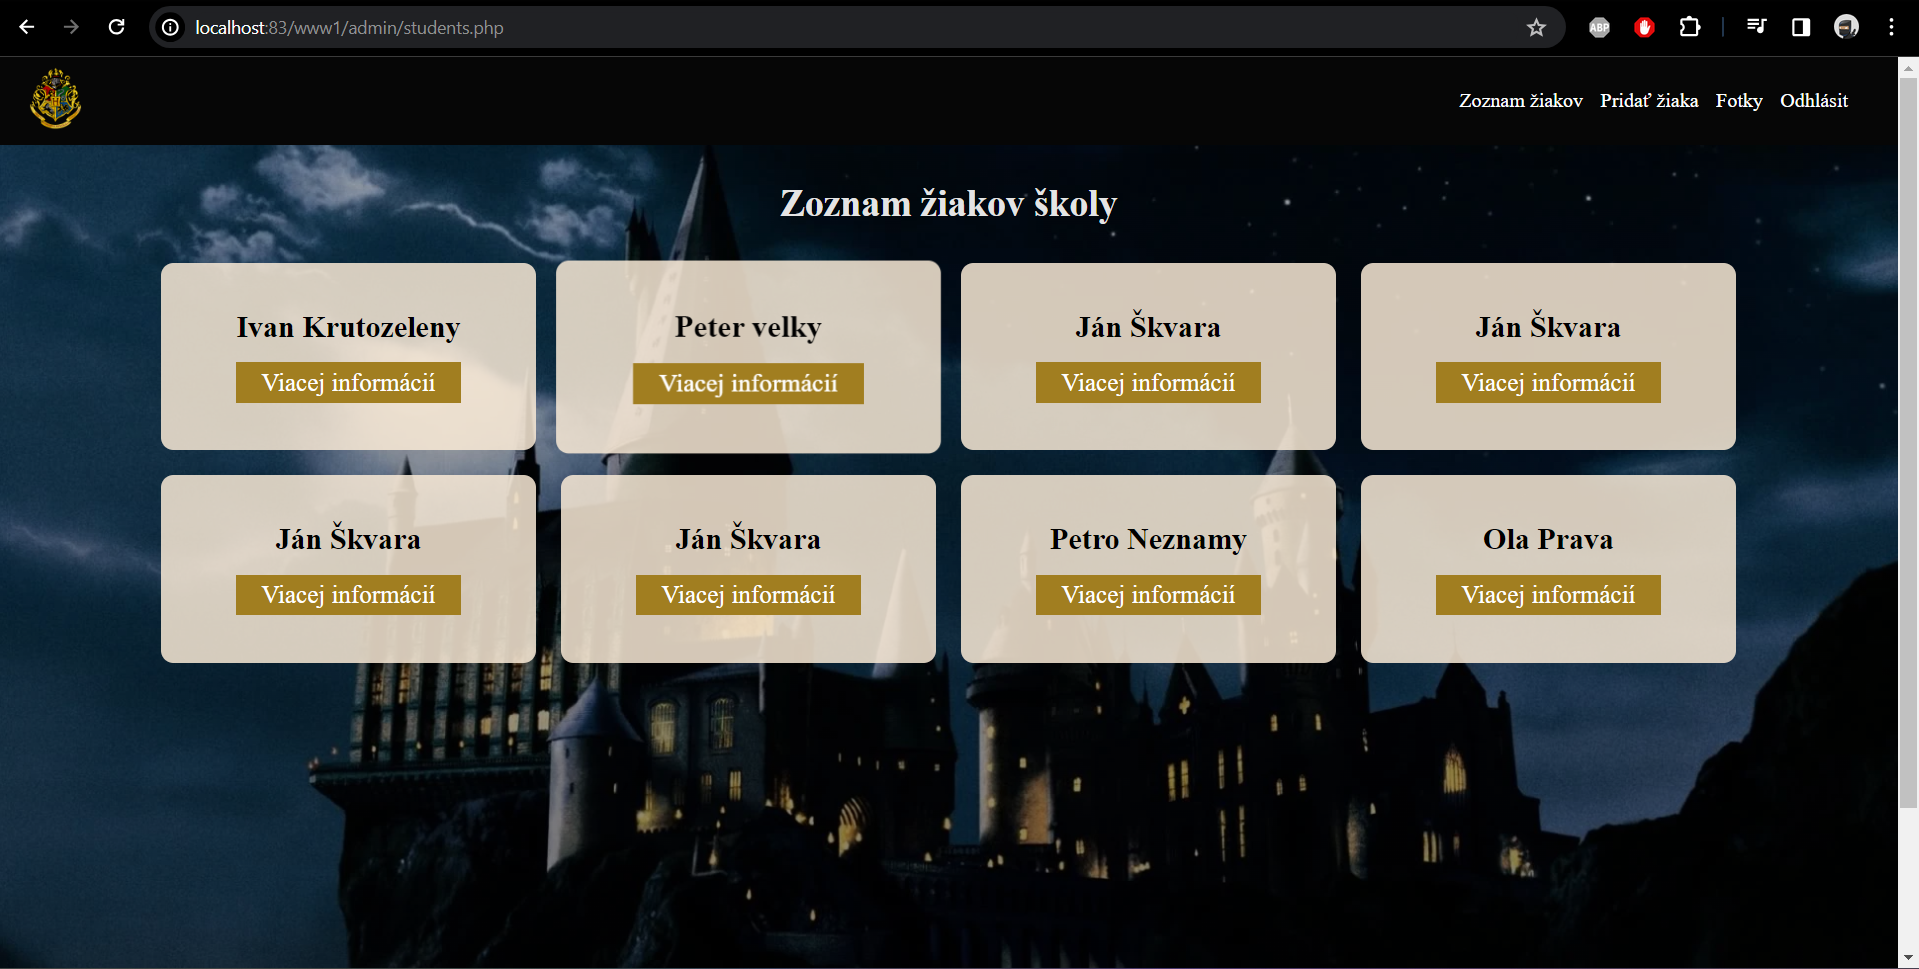 localhost:83/www1/admin/students.php
ABP
Zoznam žiakov Pridať žiaka Fotky Odhlásit
Zoznam žiakov školy
Ivan Krutozeleny
Viacej informácií
Peter velky
Viacej informácií
Ján Škvara
Viacej informácií
Ján Škvara
Viacej informácií
Ján Škvara
Viacej informácií
Ján Škvara
Viacej informácií
Petro Neznamy
Viacej informácií
Ola Prava
Viacej informácií